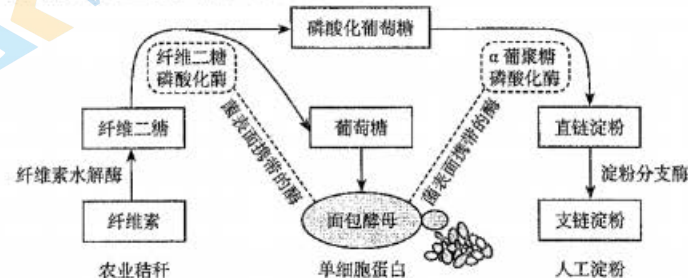 磷酸化葡萄糖
纤维二糖
磷酸化酶
α 葡聚糖
磷酸化酶
纤维二糖
葡萄糖
直链淀粉
菌表面携带的酶
菌表面携带的酶
纤维素水解酶
淀粉分支酶
纤维素
面包酵母
支链淀粉
农业秸秆
单细胞蛋白
人工淀粉